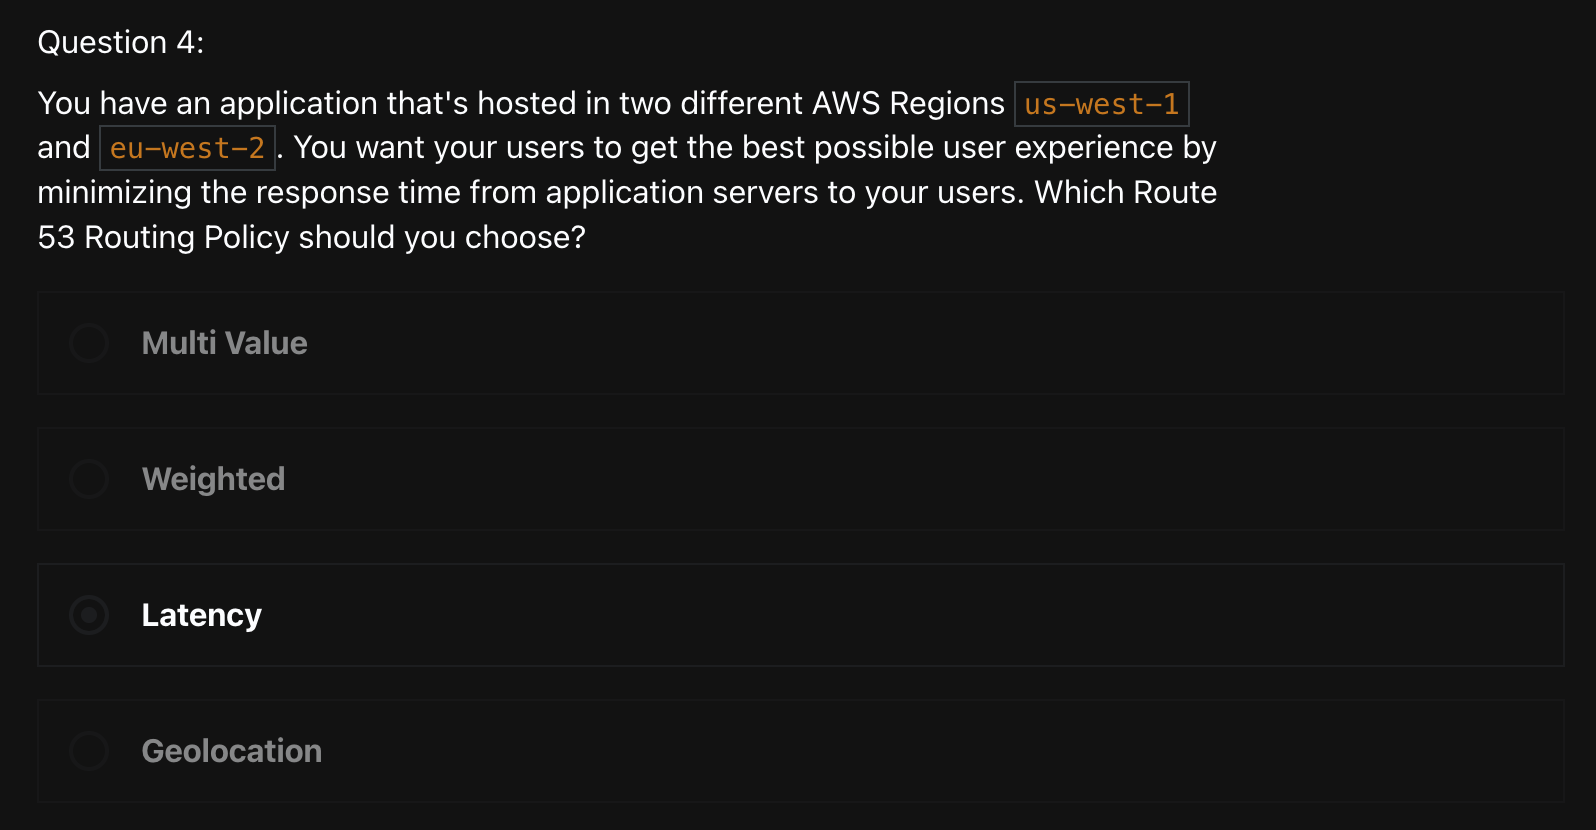 Question 4:
You have an application that's hosted in two different AWS Regions us-west-1
and eu-west-2. You want your users to get the best possible user experience by
minimizing the response time from application servers to your users. Which Route
53 Routing Policy should you choose?
Multi Value
Weighted
Latency
Geolocation